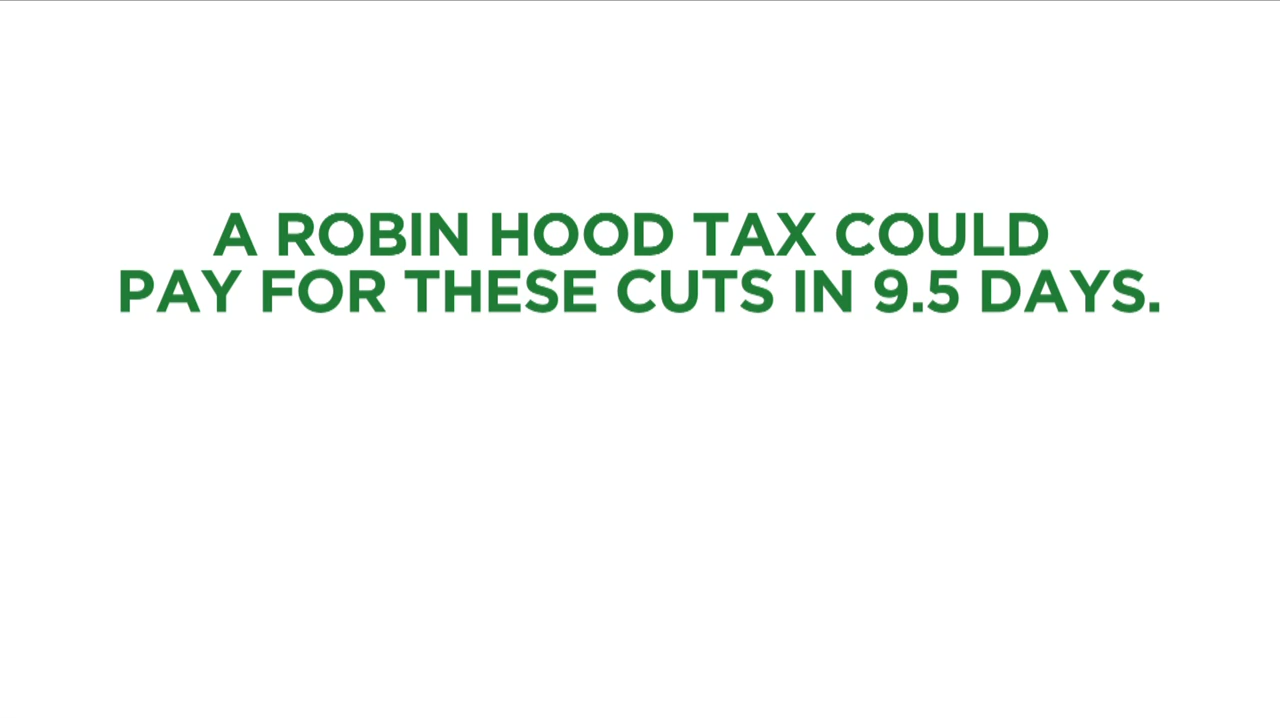 A ROBIN HOOD TAX COULD
PAY FOR THESE CUTS IN 9.5 DAYS.